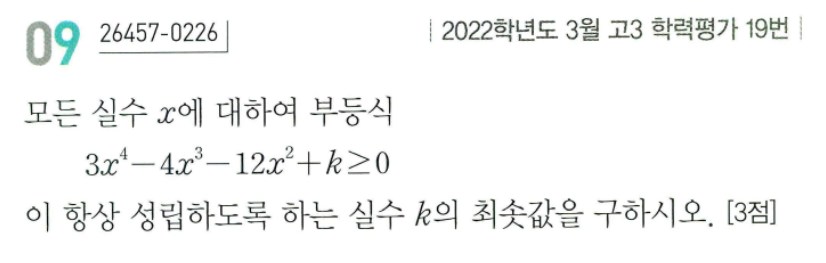 09 26457-0226 | 2022학년도 3월 고3 학력평가 19번 |
모든 실수 x에 대하여 부등식
3x⁴-4x³-12x²+k≥0
이 항상 성립하도록 하는 실수 k의 최솟값을 구하시오. [3점]